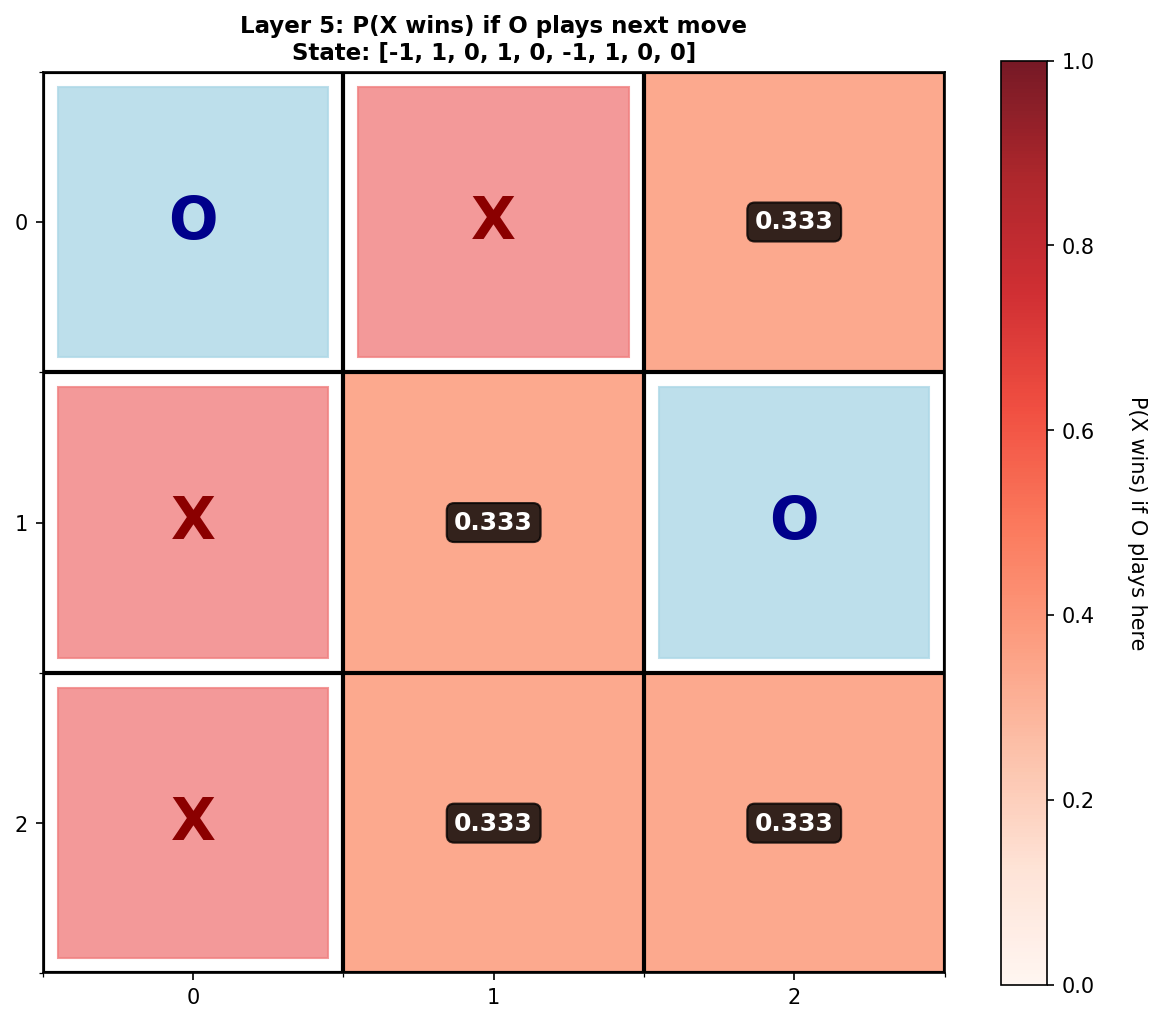 Layer 5: P(X wins) if O plays next move
State: [-1, 1, 0, 1, 0, -1, 1, 0, 0]
O
X
0.333
X
0.333
O
X
0.333
0.333
0
1
2
0
1
2
1.0
0.8
0.6
0.4
0.2
0.0
P(X wins) if O plays here